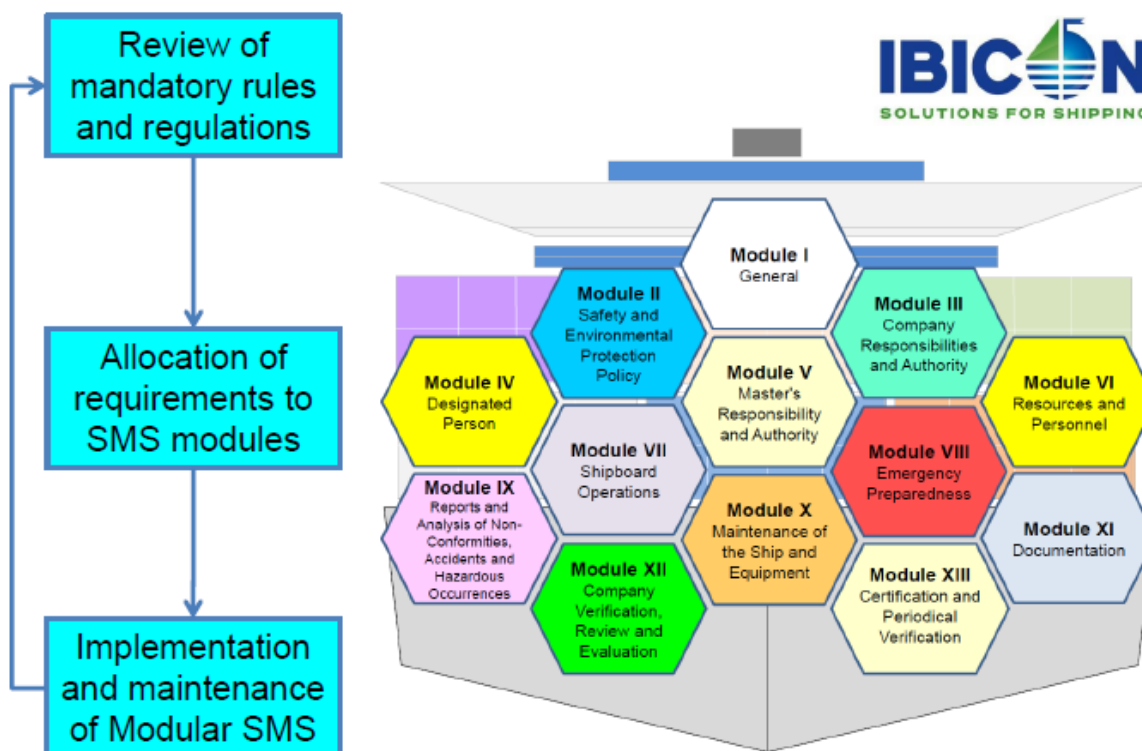 Review of
mandatory rules
and regulations
Allocation of
requirements to
SMS modules
Implementation
and maintenance
of Modular SMS
IBICON
SOLUTIONS FOR SHIPPING
Module I
General
Module II
Safety and
Environmental
Protection
Policy
Module III
Company
Responsibilities
and Authority
Module IV
Designated
Person
Module V
Master's
Responsibility
and Authority
Module VI
Resources and
Personnel
Module VII
Shipboard
Operations
Module VIII
Emergency
Preparedness
Module IX
Reports and
Analysis of Non-
Conformities,
Accidents and
Hazardous
Occurrences
Module X
Maintenance of
the Ship and
Equipment
Module XI
Documentation
Module XII
Company
Verification,
Review and
Evaluation
Module XIII
Certification and
Periodical
Verification